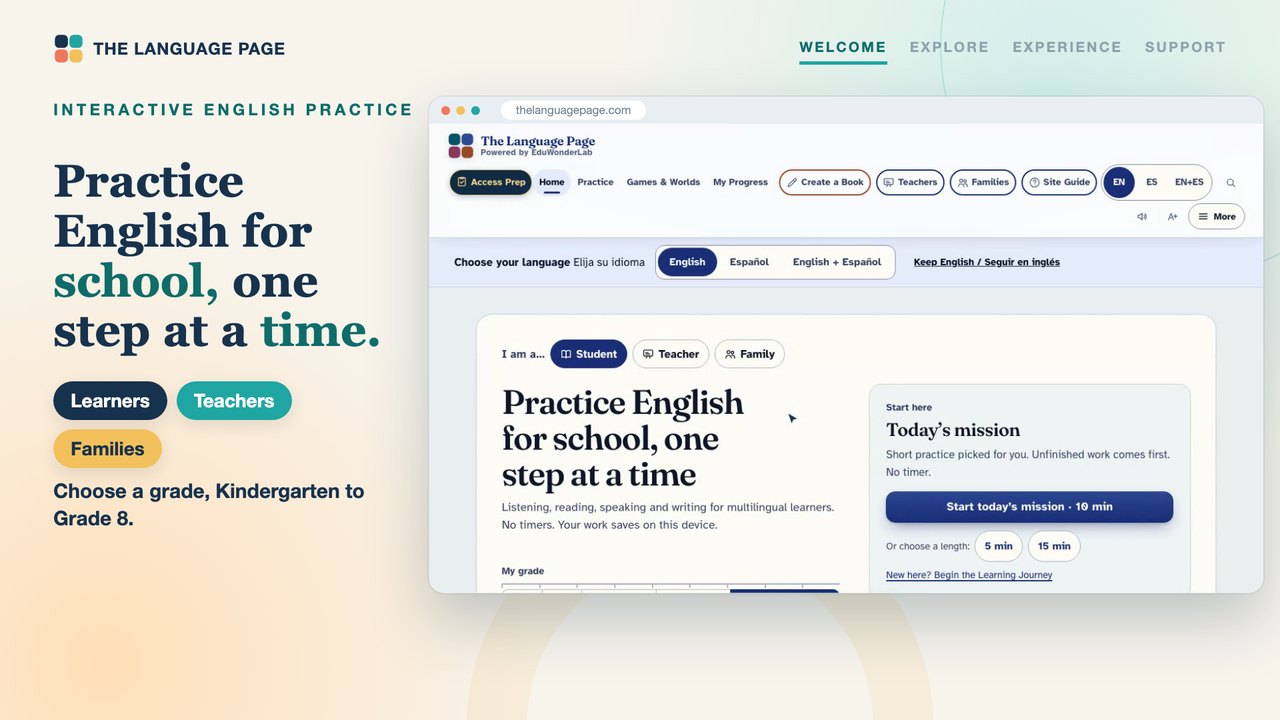 THE LANGUAGE PAGE
WELCOME EXPLORE EXPERIENCE SUPPORT
INTERACTIVE ENGLISH PRACTICE
Practice
English for
school, one
step at a time.
Learners Teachers
Families
Choose a grade, Kindergarten to
Grade 8.
thelanguagepage.com
The Language Page
Powered by EduWonderLab
Access Prep Home Practice Games & Worlds My Progress Create a Book Teachers Families Site Guide EN ES EN+ES
A+ More
Choose your language Elija su idioma English Español English + Español Keep English / Seguir en inglés
I am a... Student Teacher Family
Practice English
for school, one
step at a time
Listening, reading, speaking and writing for multilingual learners.
No timers. Your work saves on this device.
My grade
Start here
Today's mission
Short practice picked for you. Unfinished work comes first.
No timer.
Start today's mission · 10 min
Or choose a length: 5 min 15 min
New here? Begin the Learning Journey